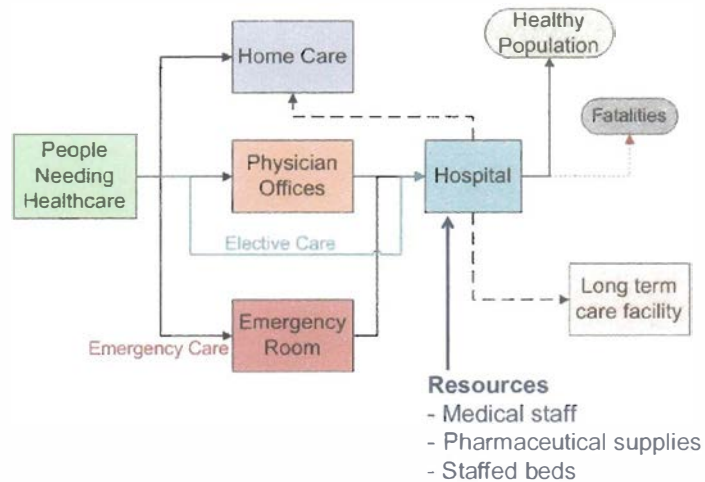 Healthy
Population
Home Care
Fatalities
People
Needing
Healthcare
Physician
Offices
Hospital
Elective Care
Long term
care facility
Emergency
Room
Emergency Care
Resources
- Medical staff
- Pharmaceutical supplies
- Staffed beds